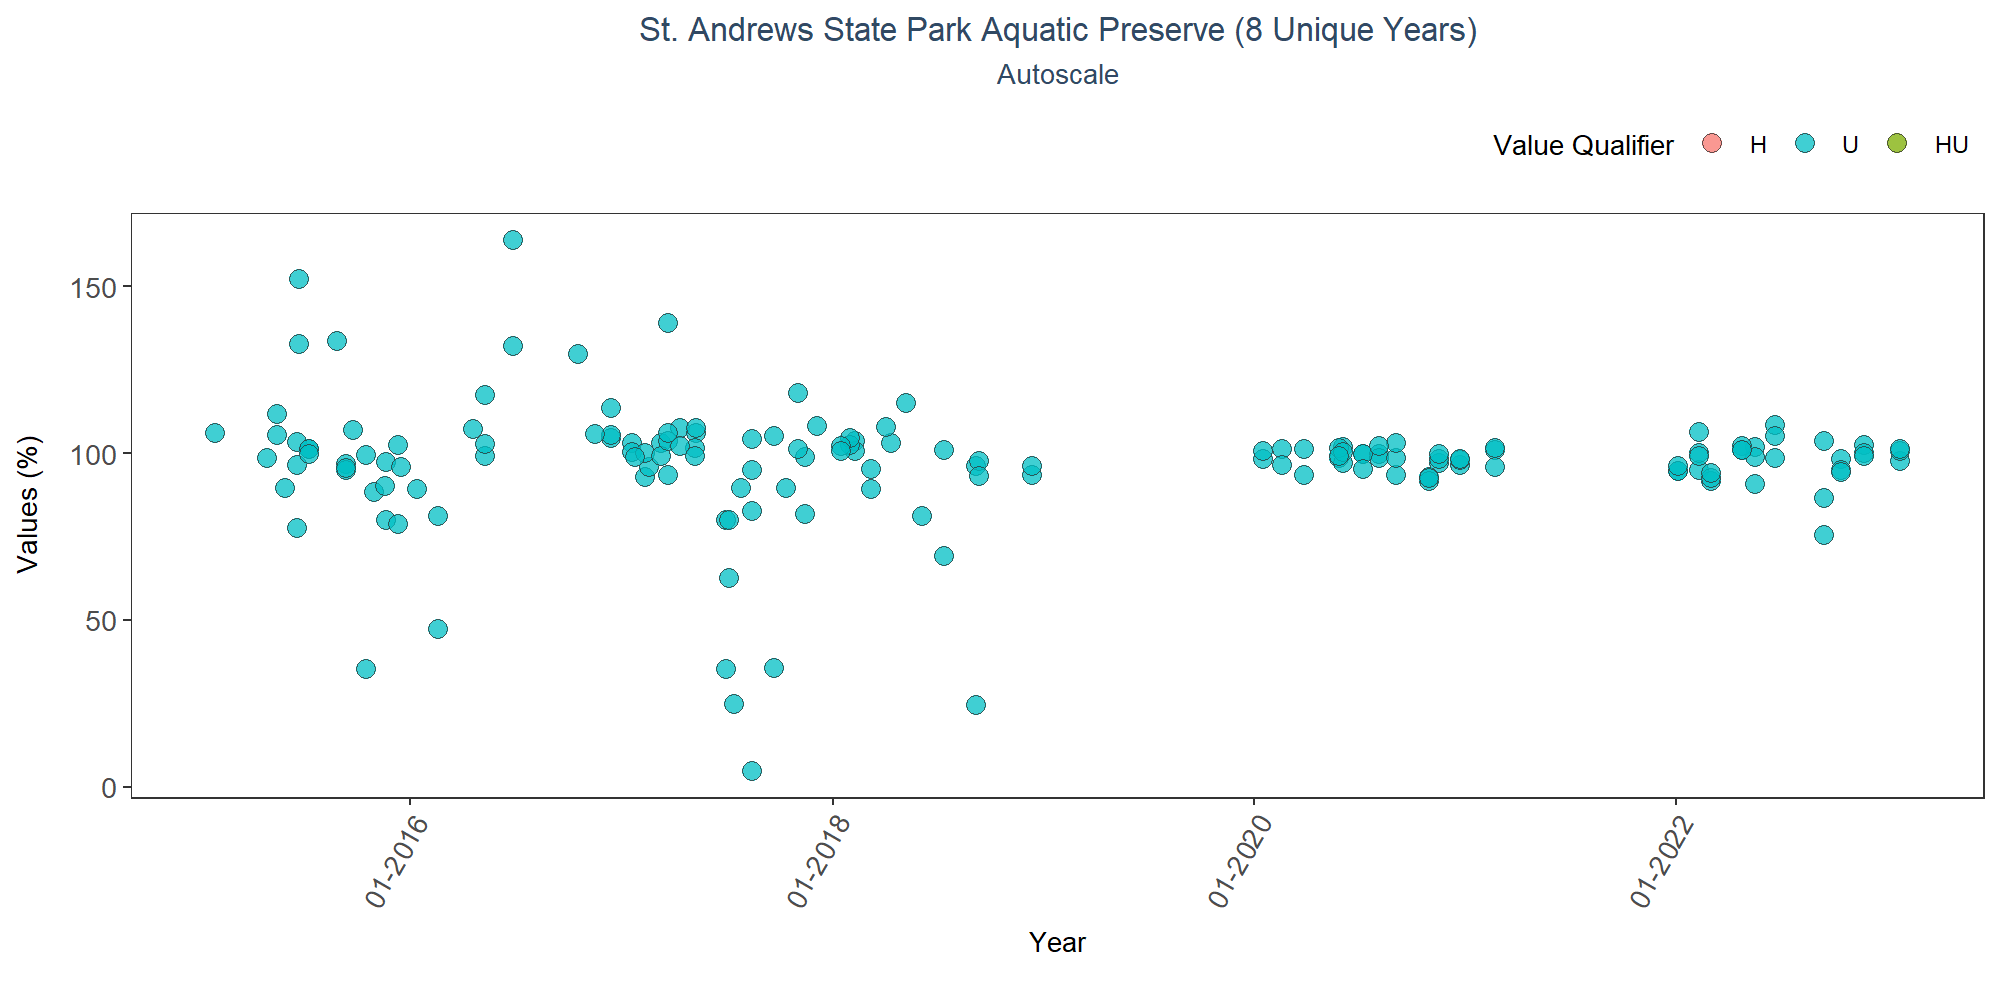 St. Andrews State Park Aquatic Preserve (8 Unique Years)
Autoscale
Value Qualifier H U HU
Values (%)
150
100
50
0
01-2016 01-2018 01-2020 01-2022
Year